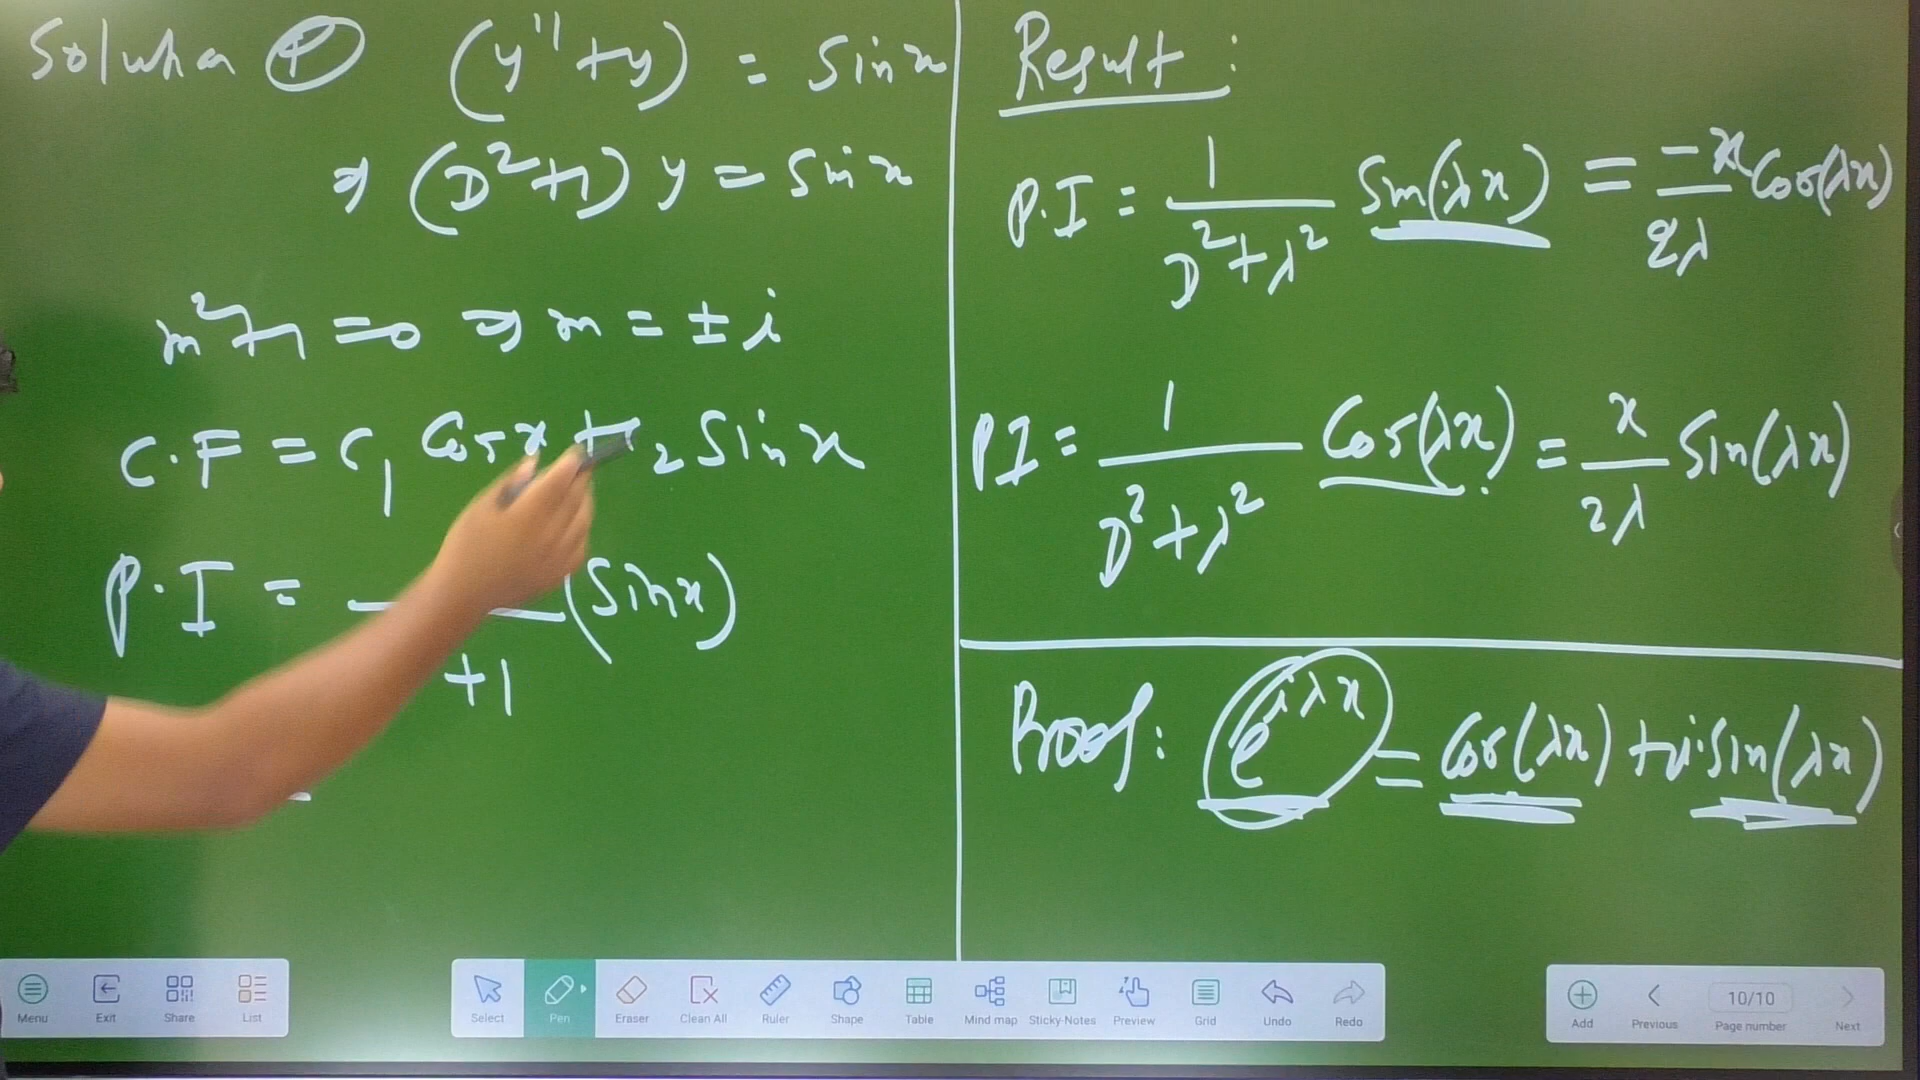 Solution ① (y''+y) = Sinx
⇒ (D²+1) y = Sinx
m²+1 = 0 ⇒ m = ± i
C.F = C₁ Cosx + C₂ Sinx
P.I = (Sinx)
+1
Result :
P.I = 1/(D²+λ²) Sin(λx) = -x/2λ Cos(λx)
P.I = 1/(D²+λ²) Cos(λx) = x/2λ Sin(λx)
Proof: e^{iλx} = Cos(λx) + i.Sin(λx)
Menu Exit Share List
Select Pen Eraser Clean All Ruler Shape Table Mind map Sticky-Notes Preview Grid Undo Redo
Add Previous 10/10 Page number Next